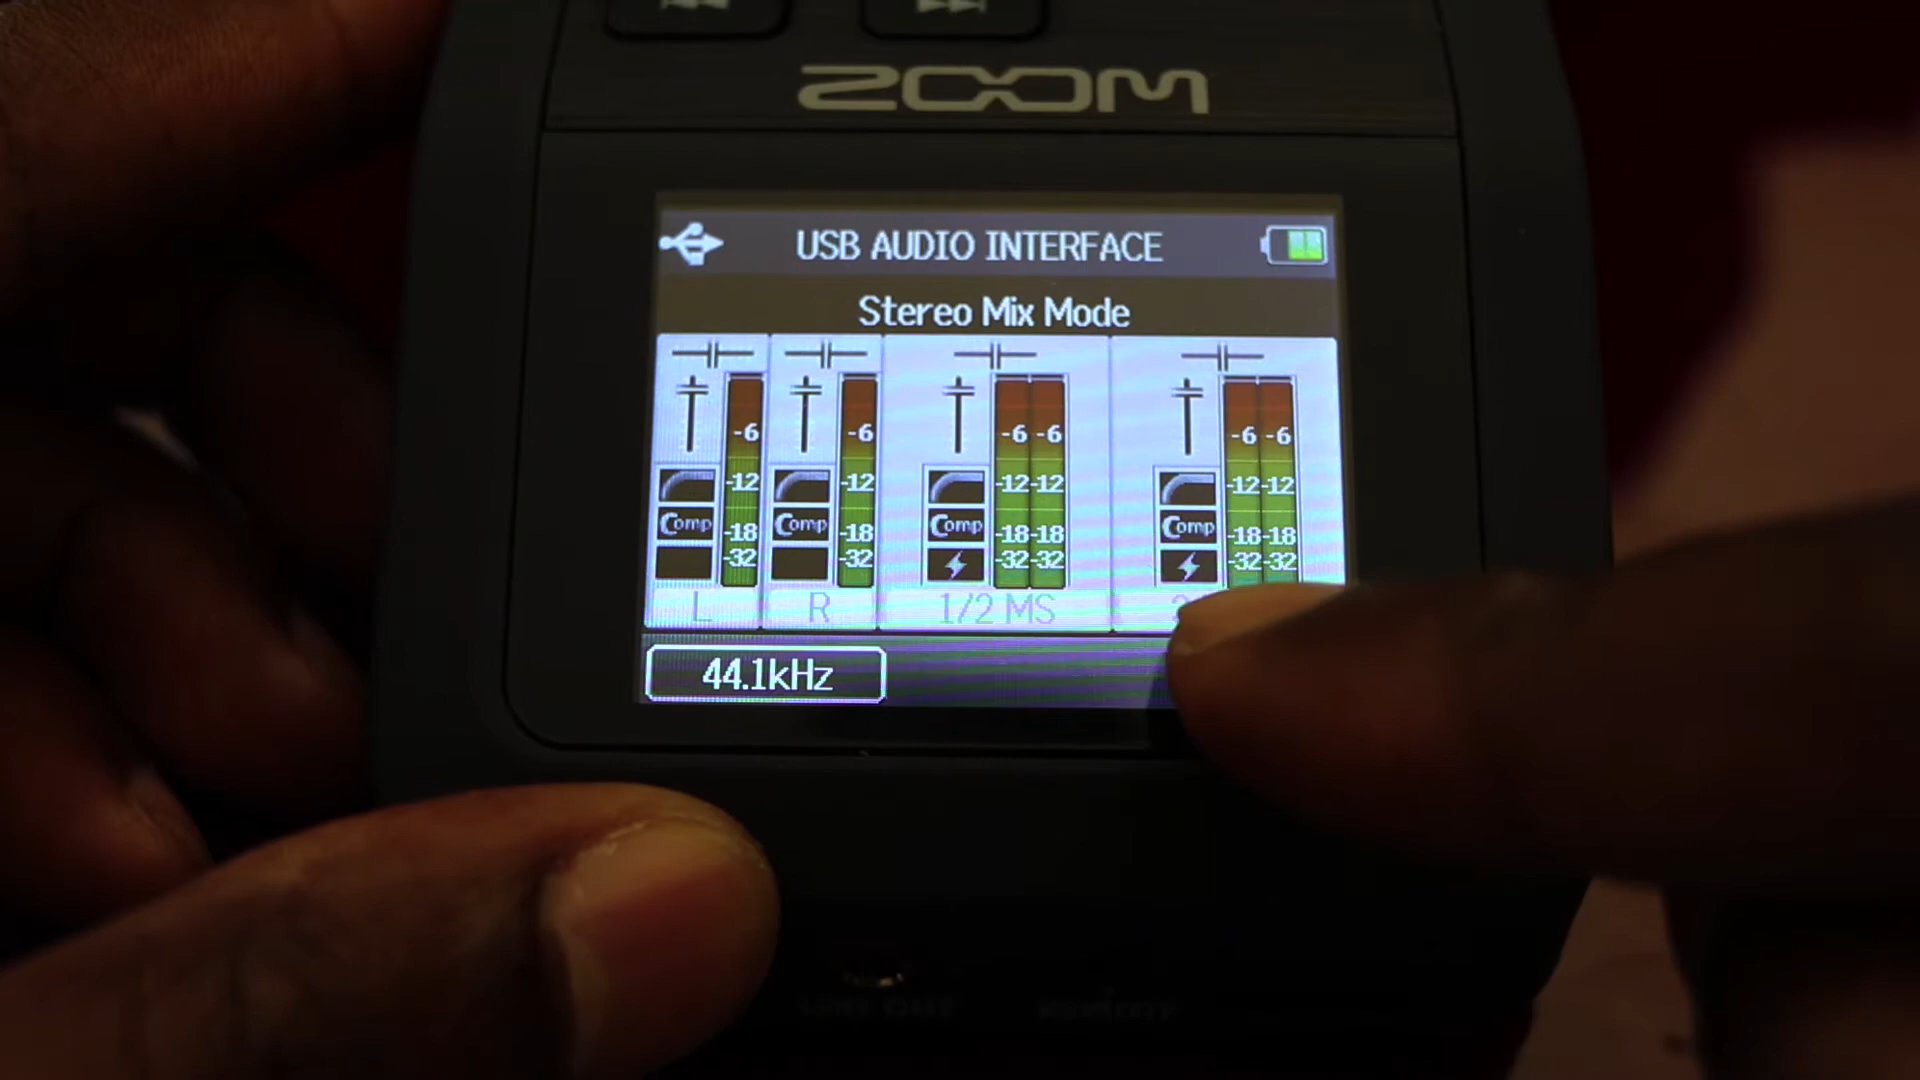 ZOOM
USB AUDIO INTERFACE
Stereo Mix Mode
-6 -6 -6 -6 -6 -6
-12 -12 -12 -12 -12 -12
Comp Comp Comp Comp
-18 -18 -18 -18 -18 -18
-32 -32 -32 -32 -32 -32
L R 1/2 MS
44.1kHz
LINE OUT